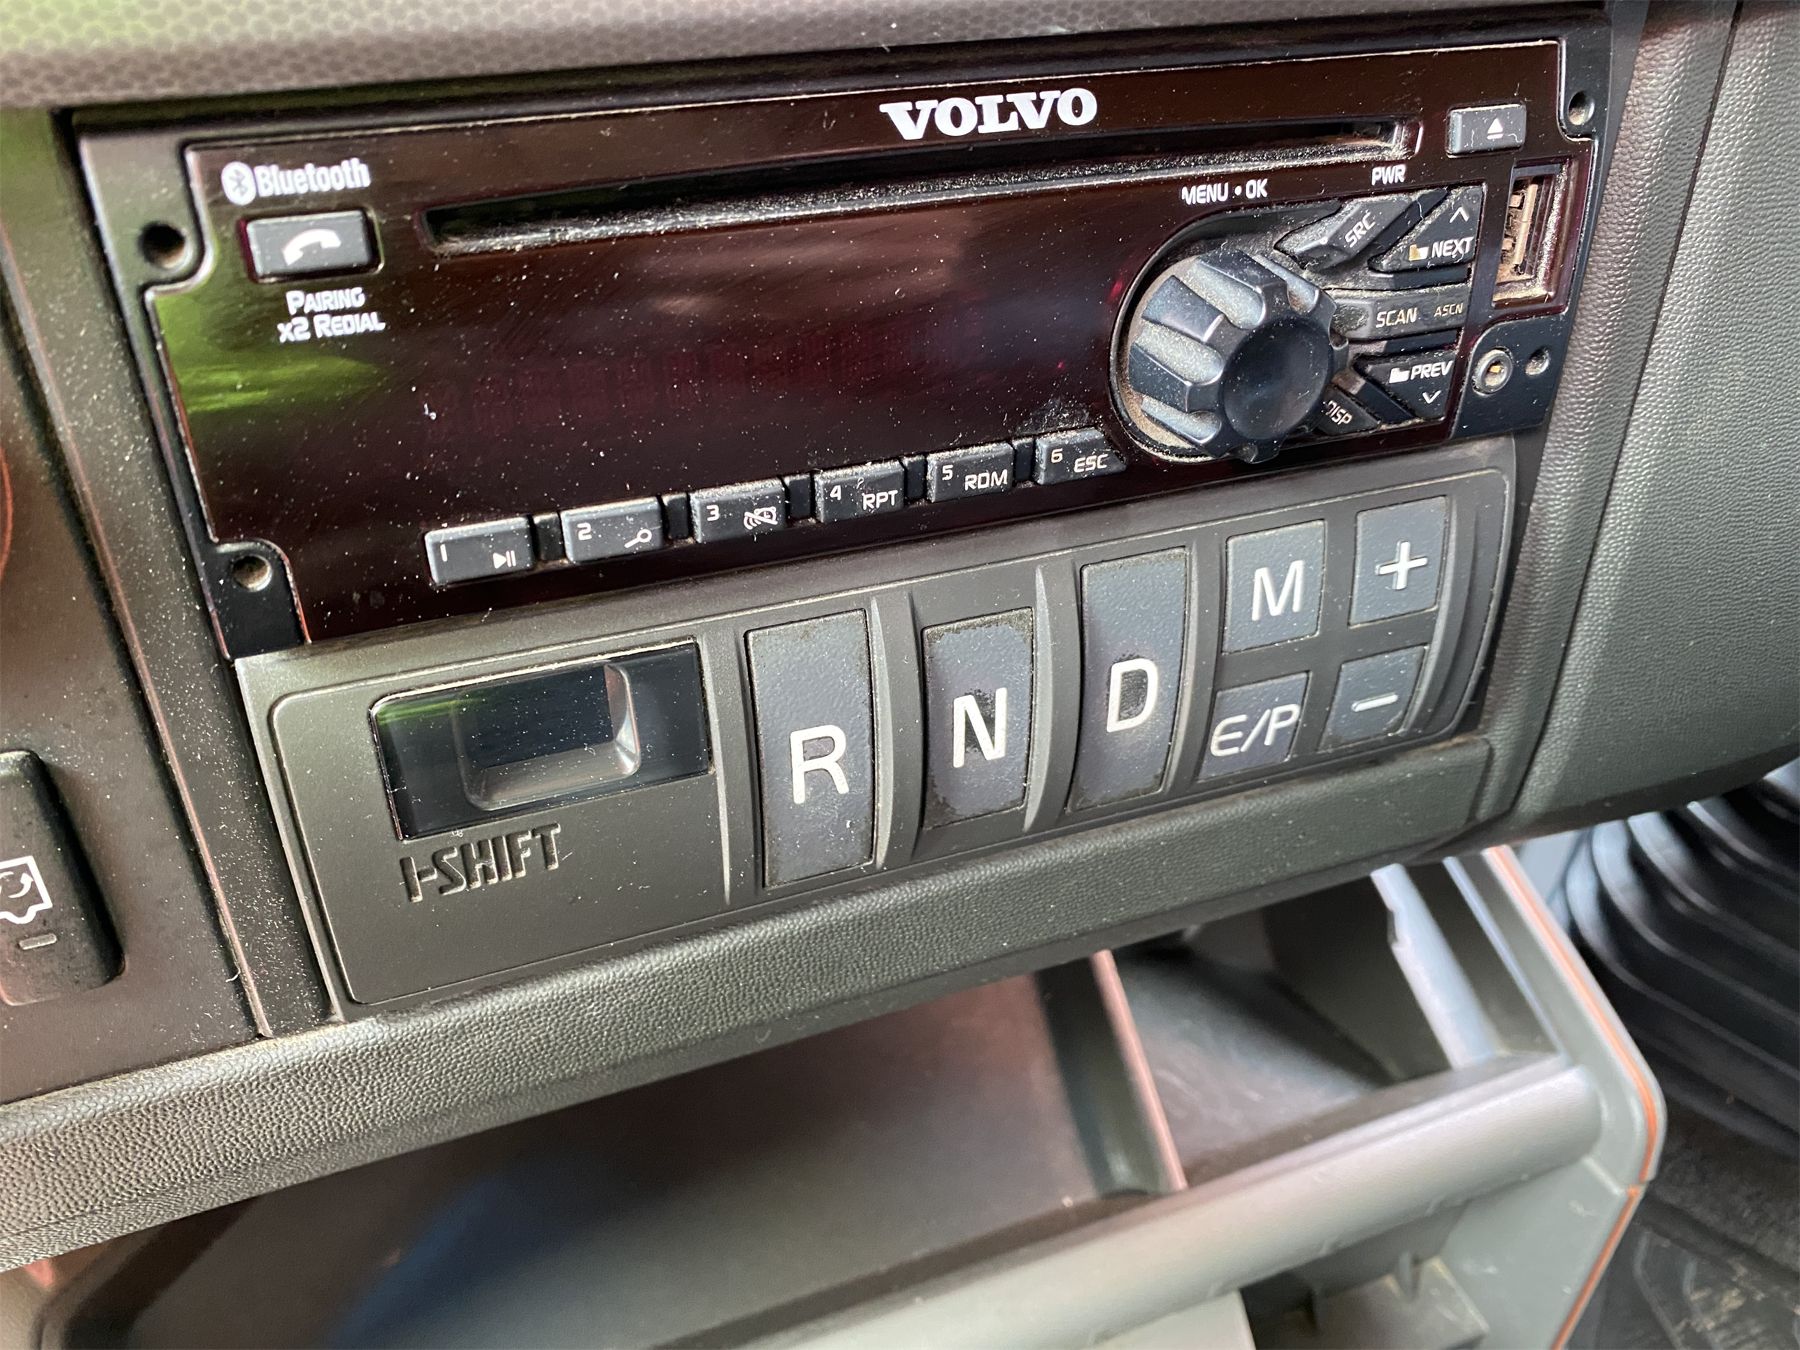 VOLVO
Bluetooth
PAIRING
x2 REDIAL
MENU • OK
PWR
SRC
NEXT
SCAN ASCN
PREV
DISP
1
2
3
4 RPT
5 RDM
6 ESC
R
N
D
M
+
E/P
-
I-SHIFT